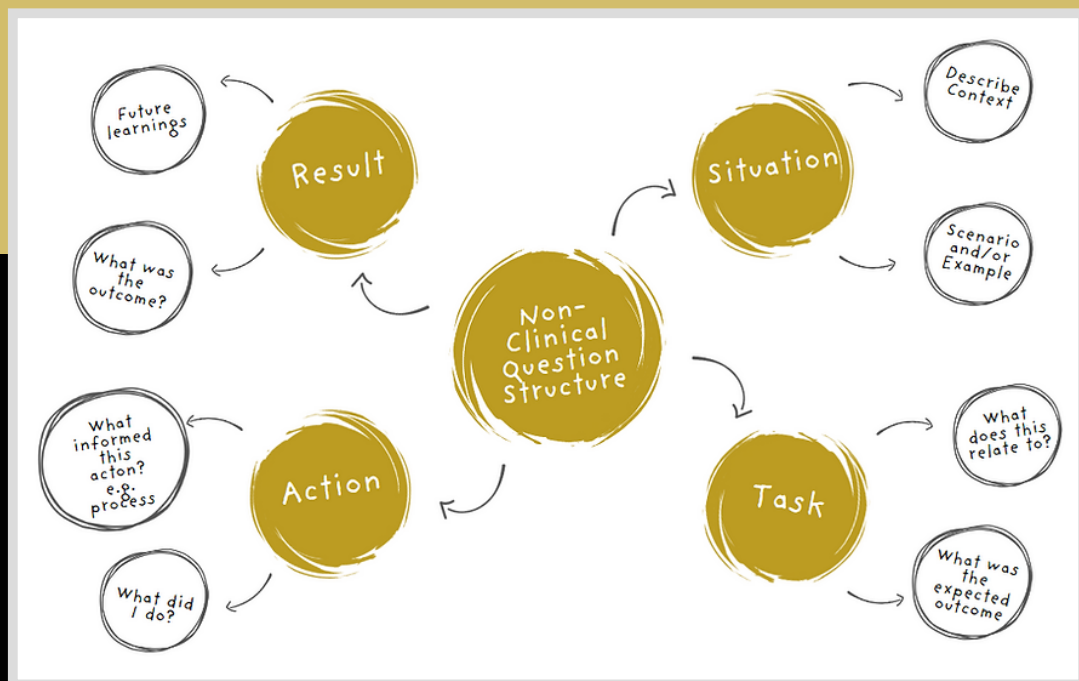 Non-
Clinical
Question
Structure
Situation
Describe
Context
Scenario
and/or
Example
Task
What
does this
relate to?
What was
the
expected
outcome
Action
What
informed
this
acton?
e.g.
process
What did
I do?
Result
Future
learnings
What was
the
outcome?